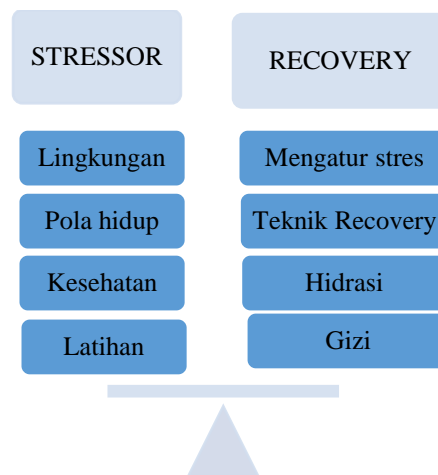 STRESSOR
Lingkungan
Pola hidup
Kesehatan
Latihan
RECOVERY
Mengatur stres
Teknik Recovery
Hidrasi
Gizi